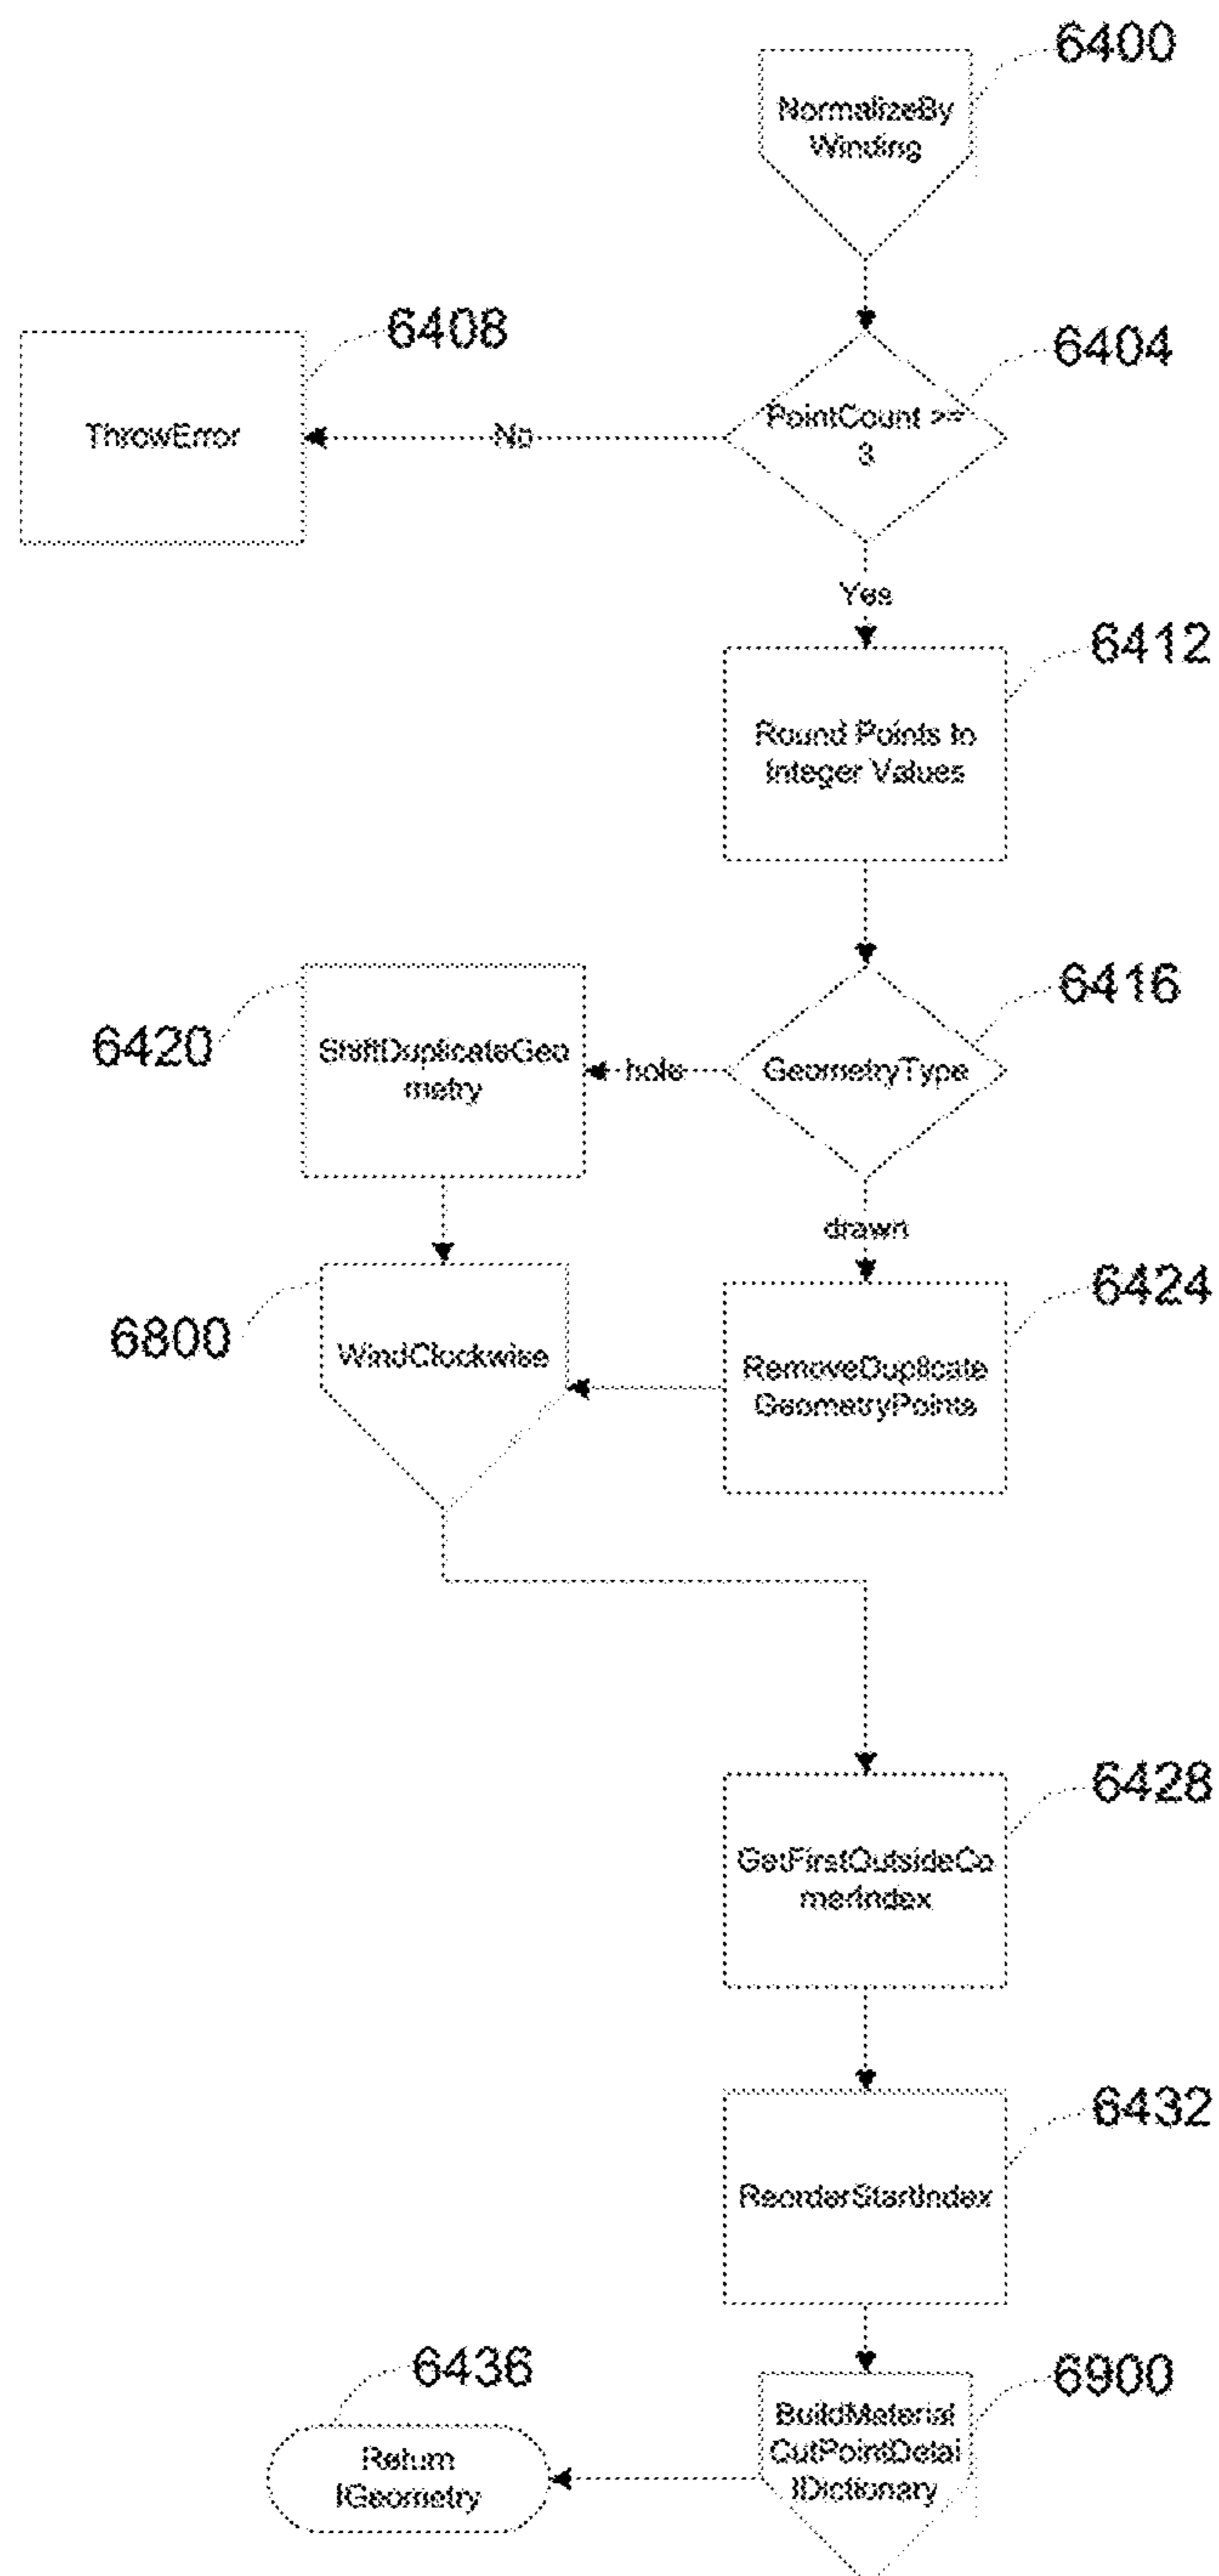 6400
NormalizeBy
Winding
6408
6404
ThrowError
No
PointCount >=
3
Yes
6412
Round Points to
Integer Values
6416
6420
ShiftDuplicateGeo
metry
hole
GeometryType
drawn
6424
6800
WindClockwise
RemoveDuplicate
GeometryPoints
6428
GetFirstOutsideCo
rnerIndex
6432
ReorderStartIndex
6436
6900
BuildMaterial
CutPointDetai
lDictionary
Return
IGeometry